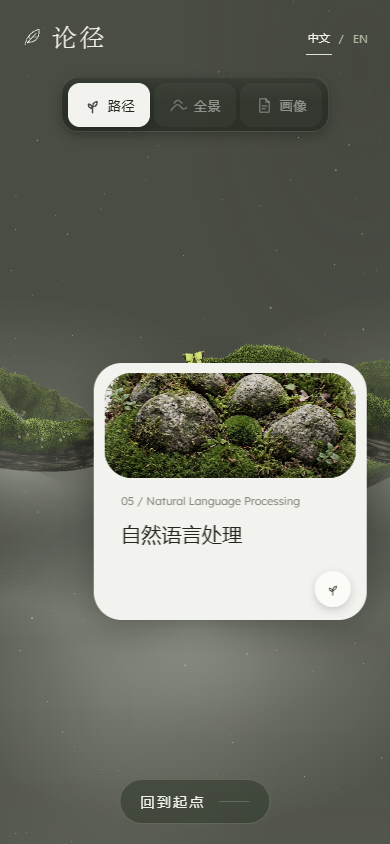 论径
中文 / EN
路径 全景 画像
05 / Natural Language Processing
自然语言处理
回到起点